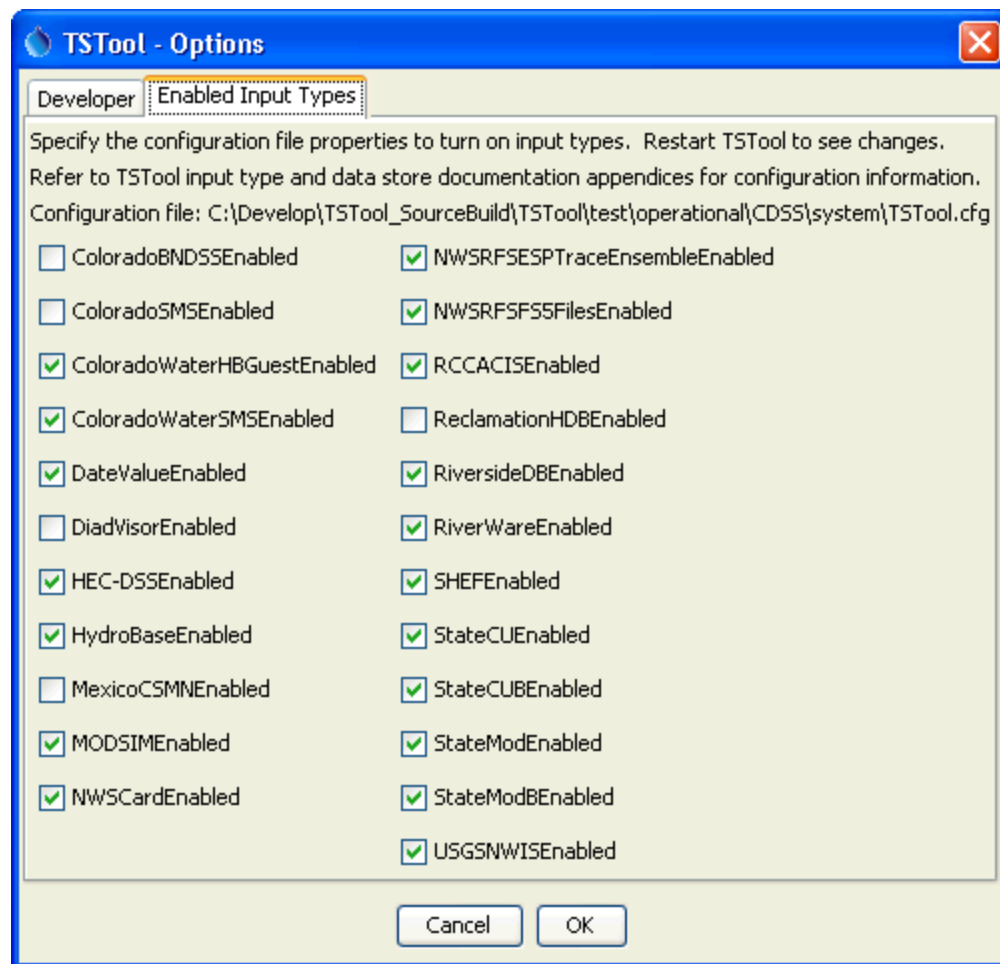 TSTool - Options
Developer
Enabled Input Types
Specify the configuration file properties to turn on input types.  Restart TSTool to see changes.
Refer to TSTool input type and data store documentation appendices for configuration information.
Configuration file: C:\Develop\TSTool_SourceBuild\TSTool\test\operational\CDSS\system\TSTool.cfg
ColoradoBNDSSEnabled
ColoradoSMSEnabled
ColoradoWaterHBGuestEnabled
ColoradoWaterSMSEnabled
DateValueEnabled
DiadVisorEnabled
HEC-DSSEnabled
HydroBaseEnabled
MexicoCSMNEnabled
MODSIMEnabled
NWSCardEnabled
NWSRFSESPTraceEnsembleEnabled
NWSRFSFS5FilesEnabled
RCCACISEnabled
ReclamationHDBEnabled
RiversideDBEnabled
RiverWareEnabled
SHEFEnabled
StateCUEnabled
StateCUBEnabled
StateModEnabled
StateModBEnabled
USGSNWISEnabled
Cancel
OK